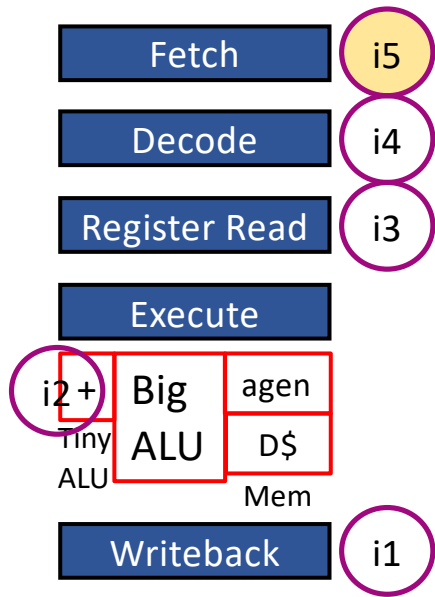 Fetch i5
Decode i4
Register Read i3
Execute
i2 + Big agen
Tiny ALU D$
ALU
Mem
Writeback i1